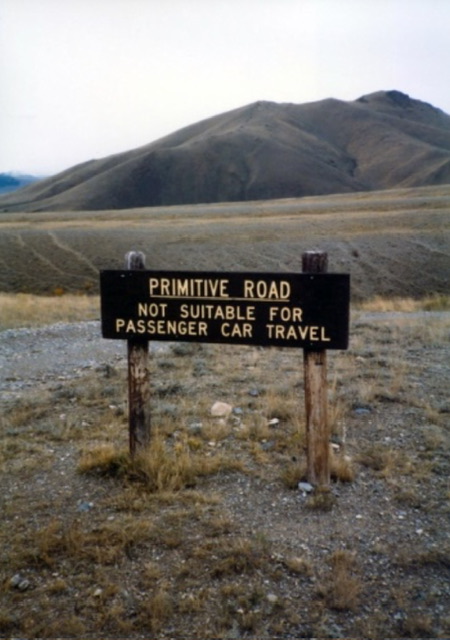 PRIMITIVE ROAD
NOT SUITABLE FOR
PASSENGER CAR TRAVEL